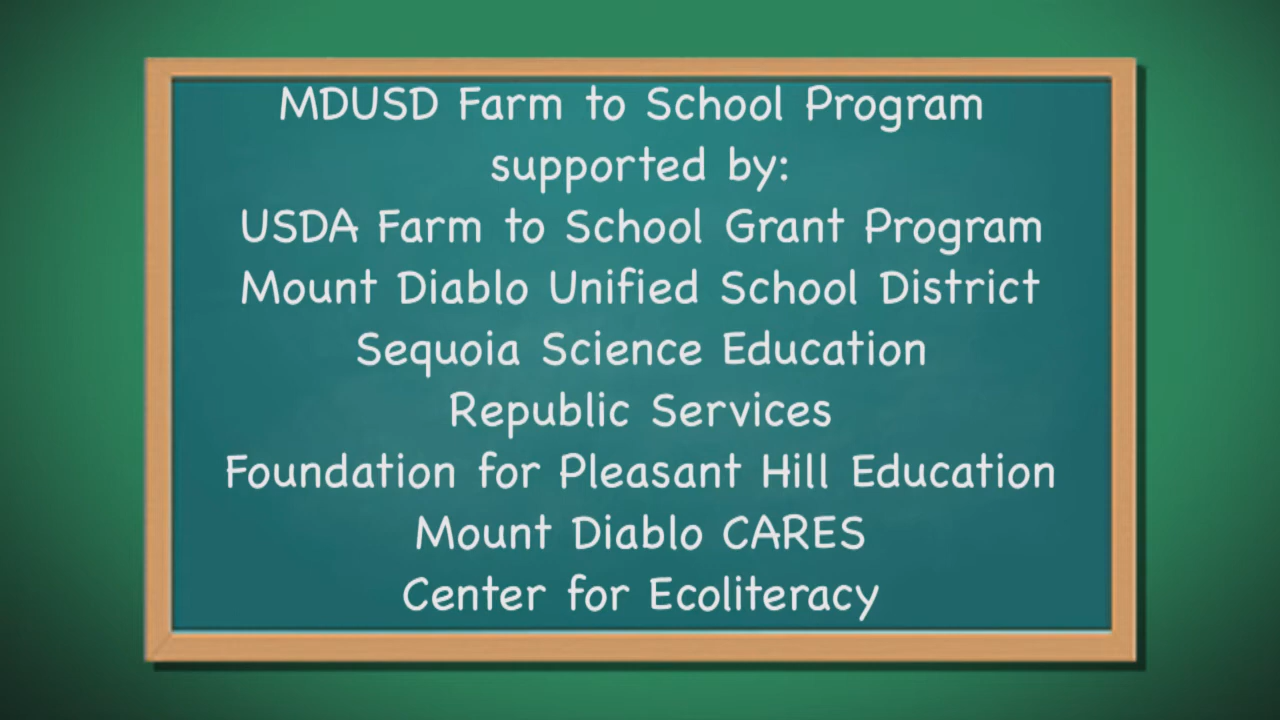 MDUSD Farm to School Program
supported by:
USDA Farm to School Grant Program
Mount Diablo Unified School District
Sequoia Science Education
Republic Services
Foundation for Pleasant Hill Education
Mount Diablo CARES
Center for Ecoliteracy